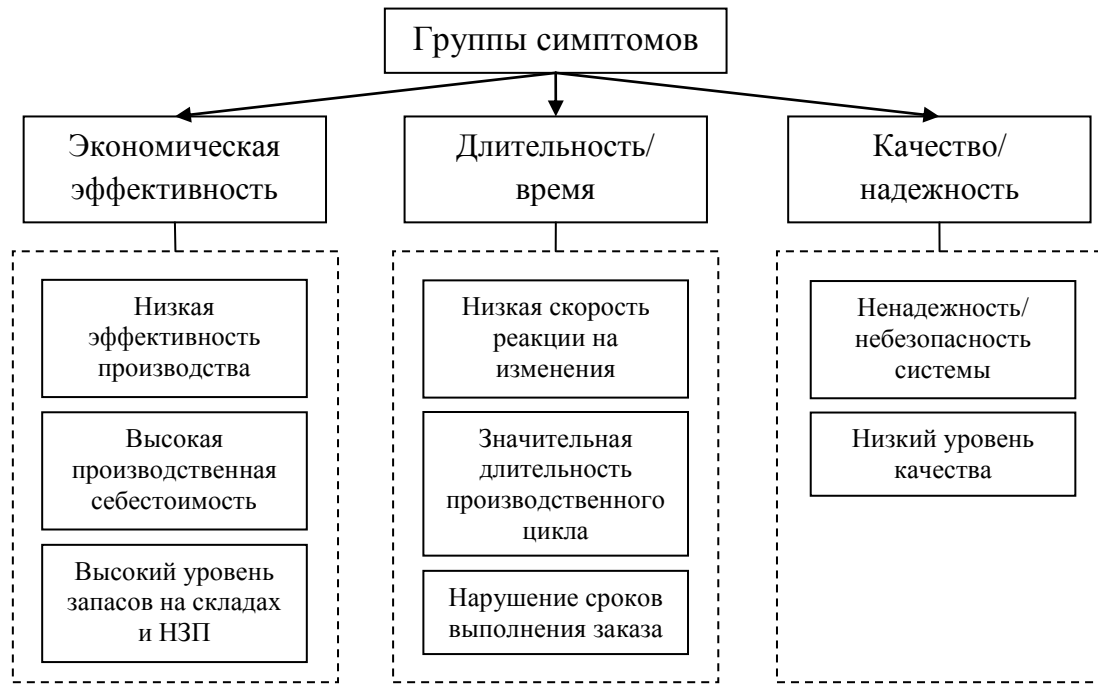 Группы симптомов
Экономическая
эффективность
Длительность/
время
Качество/
надежность
Низкая
эффективность
производства
Высокая
производственная
себестоимость
Высокий уровень
запасов на складах
и НЗП
Низкая скорость
реакции на
изменения
Значительная
длительность
производственного
цикла
Нарушение сроков
выполнения заказа
Ненадежность/
небезопасность
системы
Низкий уровень
качества